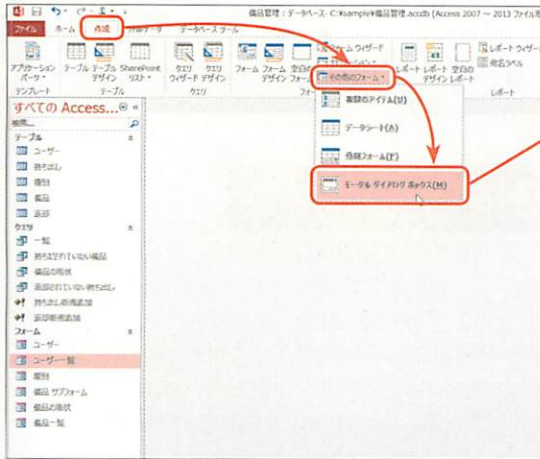 備品管理 : データベース- C:¥sample¥備品管理.accdb (Access 2007 ～ 2013 ファイル形
ファイル ホーム 作成 外部データ データベース ツール
アプリケーション パーツ
テーブル テーブル デザイン SharePoint リスト
クエリ ウィザード クエリ デザイン
フォーム フォーム デザイン 空白の フォーム
フォーム ウィザード
その他のフォーム
レポート レポート デザイン 空白の レポート
レポート ウィザード
宛名ラベル
テンプレート テーブル クエリ レポート
複数のアイテム(U)
データシート(A)
分割フォーム(P)
モーダル ダイアログ ボックス(M)
すべての Access...
検索...
テーブル
ユーザー
持ち出し
種別
備品
返却
クエリ
一覧
持ち出されていない備品
備品の現状
返却されていない持ち出し
持ち出し新規追加
返却新規追加
フォーム
ユーザー
ユーザー一覧
種別
備品 サブフォーム
備品の現状
備品一覧